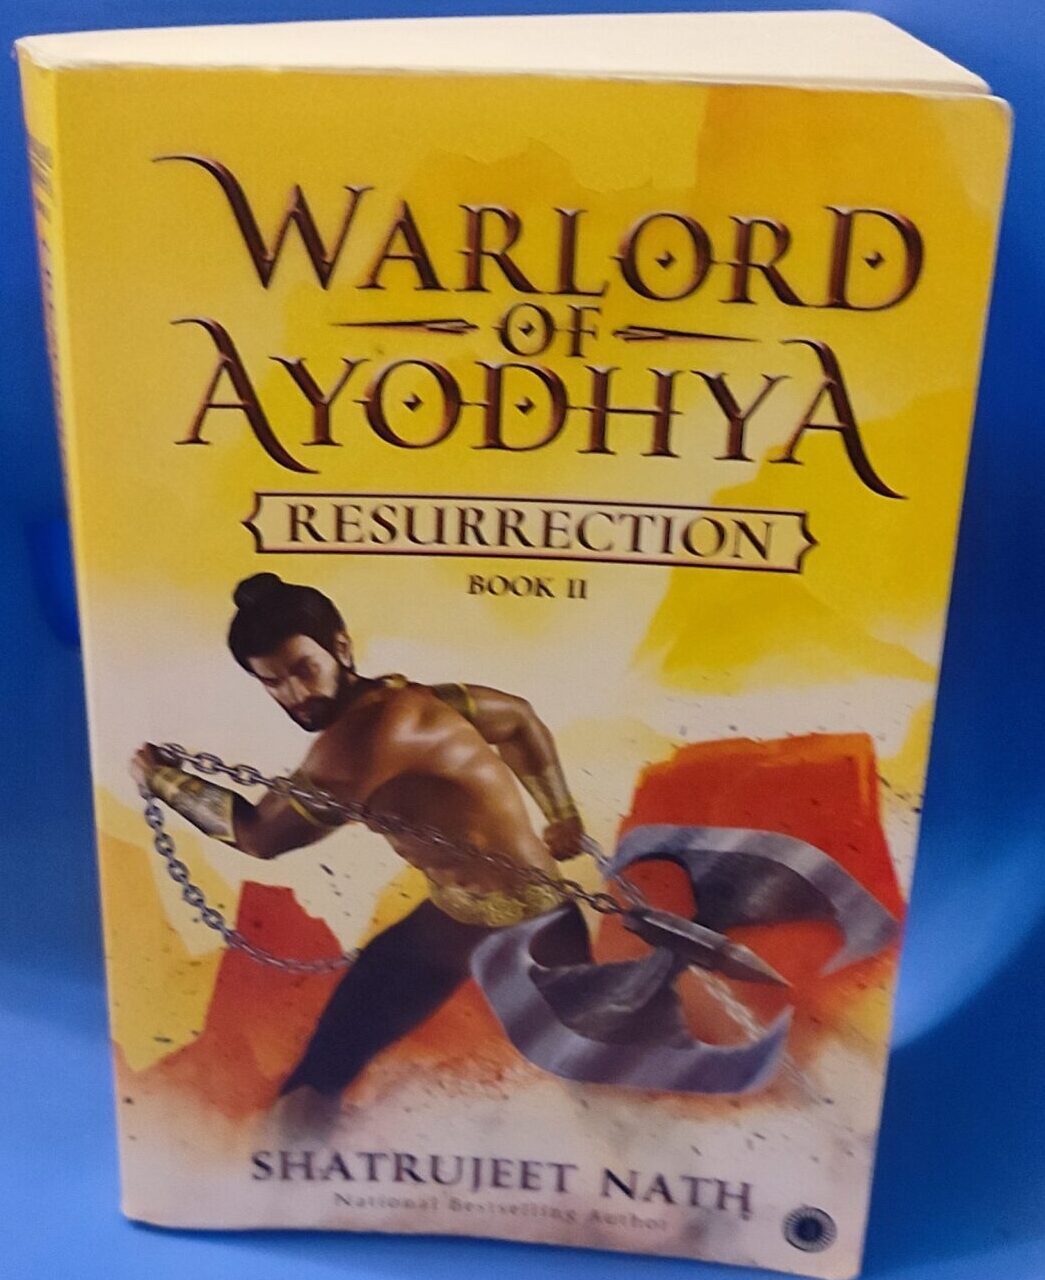 WARLORD
OF
AYODHYA
RESURRECTION
BOOK II
SHATRUJEET NATH
National Bestselling Author